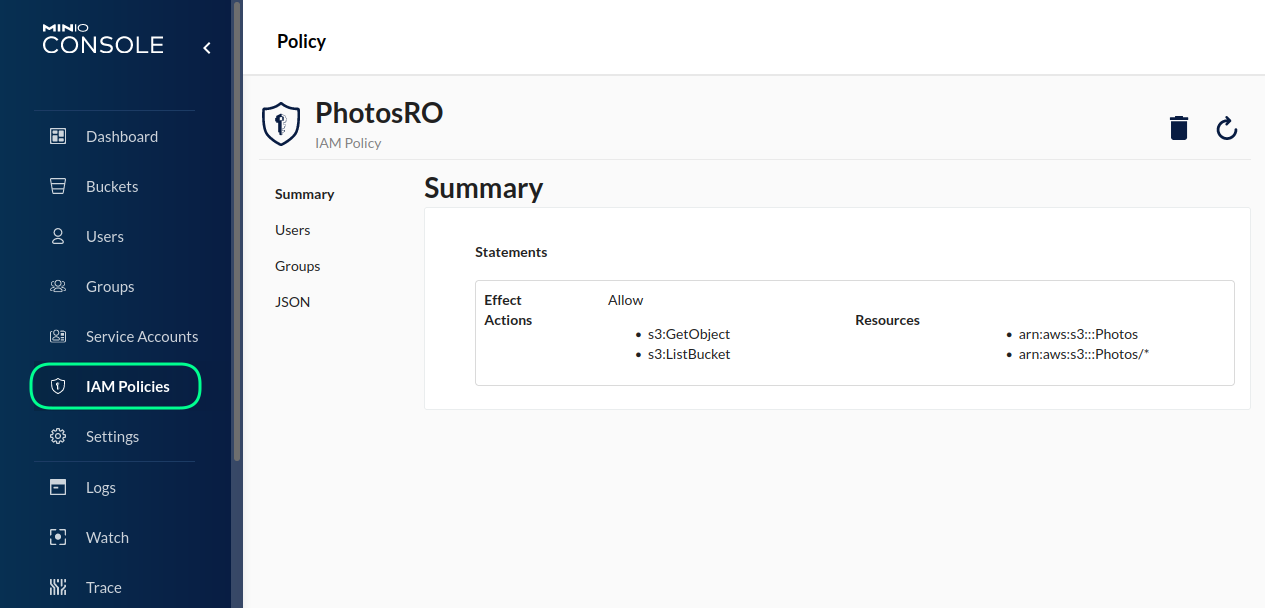 MINIO
CONSOLE
Dashboard
Buckets
Users
Groups
Service Accounts
IAM Policies
Settings
Logs
Watch
Trace
Policy
PhotosRO
IAM Policy
Summary
Users
Groups
JSON
Summary
Statements
Effect Allow
Actions Resources
• s3:GetObject • arn:aws:s3:::Photos
• s3:ListBucket • arn:aws:s3:::Photos/*